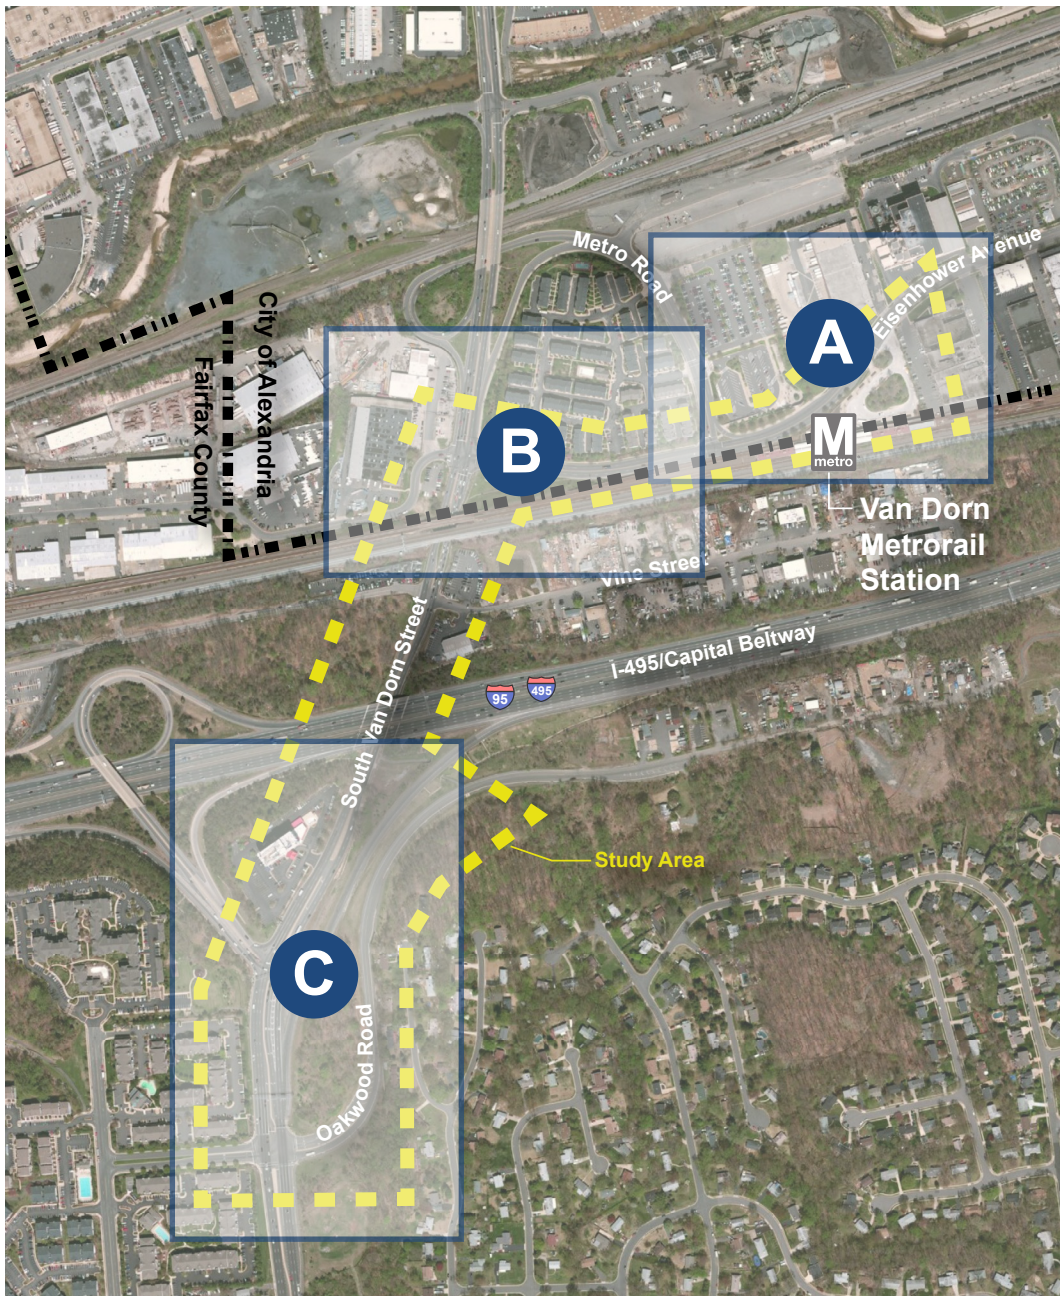 Metro Road
Eisenhower Avenue
City of Alexandria
Fairfax County
A
B
M
metro
Van Dorn
Metrorail
Station
Vine Street
South Van Dorn Street
I-495/Capital Beltway
95
495
Study Area
C
Oakwood Road